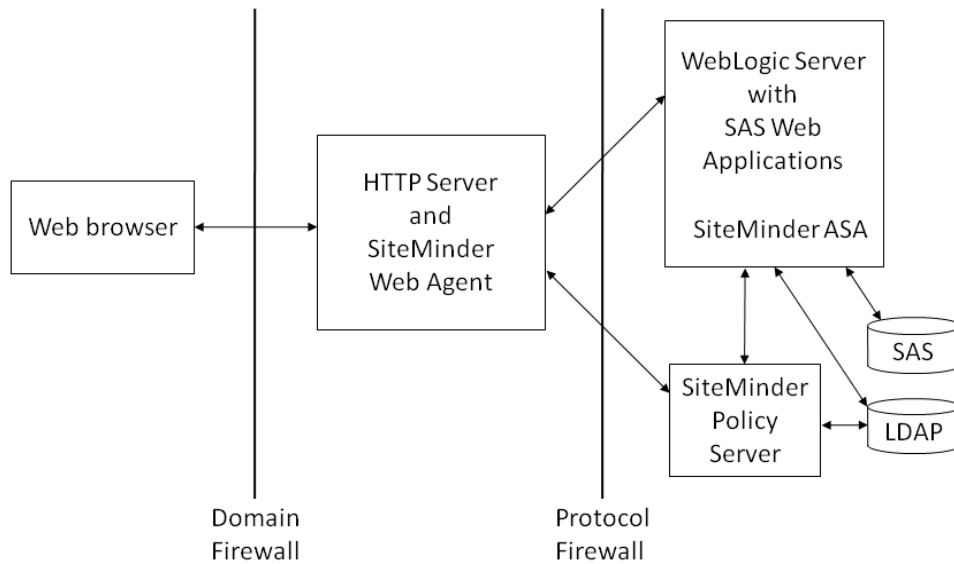 Web browser
HTTP Server
and
SiteMinder
Web Agent
WebLogic Server
with
SAS Web
Applications
SiteMinder ASA
SAS
LDAP
SiteMinder
Policy
Server
Domain
Firewall
Protocol
Firewall